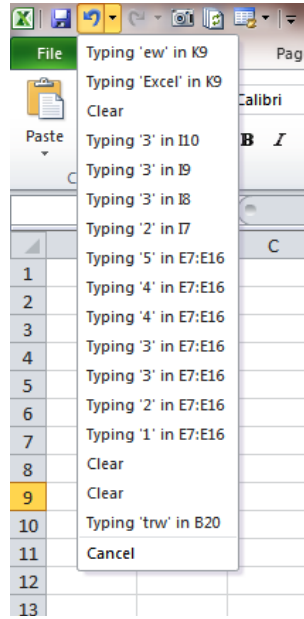 File
Pag
Paste
Calibri
B I
C
Typing 'ew' in K9
Typing 'Excel' in K9
Clear
Typing '3' in I10
Typing '3' in I9
Typing '3' in I8
Typing '2' in I7
Typing '5' in E7:E16
Typing '4' in E7:E16
Typing '4' in E7:E16
Typing '3' in E7:E16
Typing '3' in E7:E16
Typing '2' in E7:E16
Typing '1' in E7:E16
Clear
Clear
Typing 'trw' in B20
Cancel
C
1
2
3
4
5
6
7
8
9
10
11
12
13